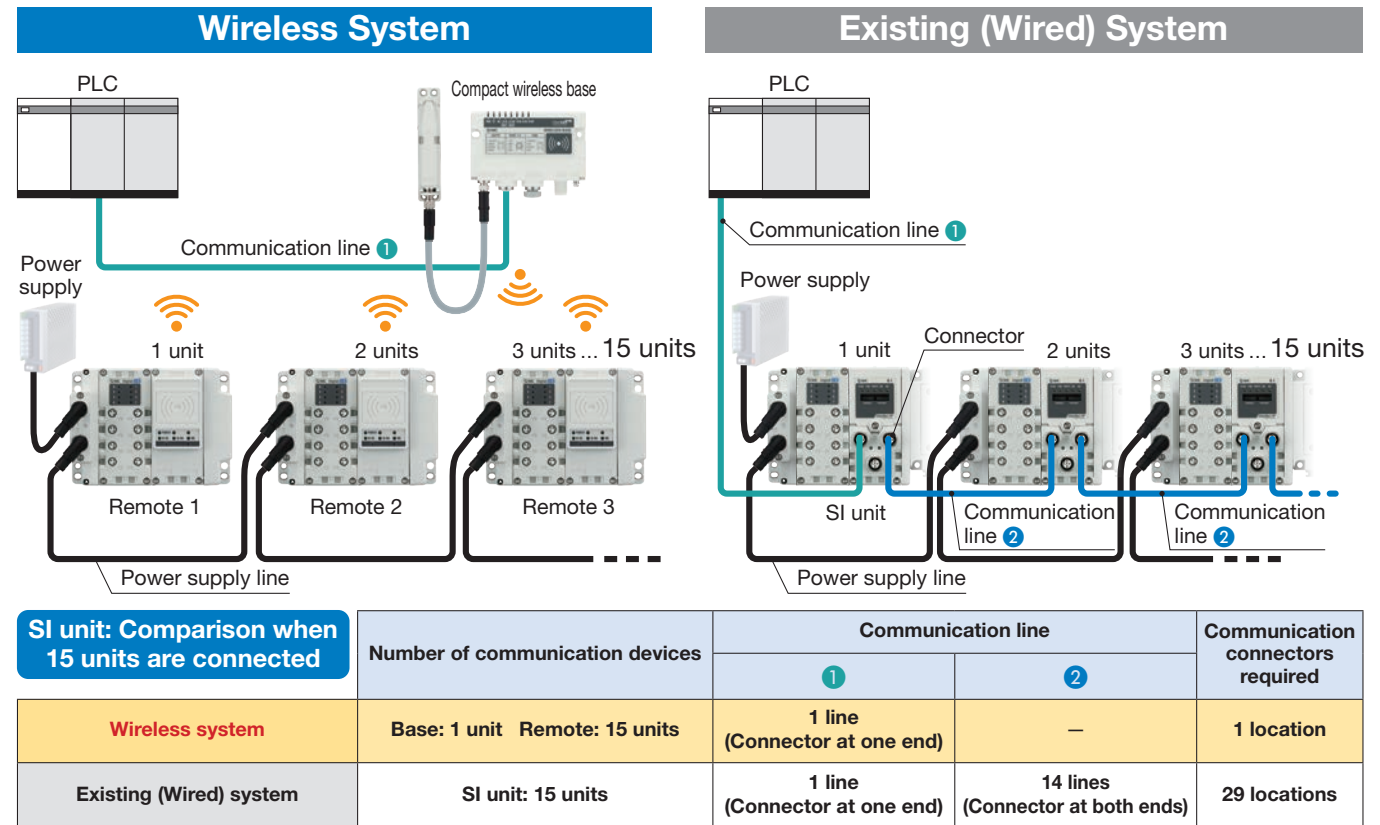 Wireless System
PLC
Compact wireless base
Communication line 1
Power
supply
1 unit
2 units
3 units ... 15 units
Remote 1
Remote 2
Remote 3
Power supply line
Existing (Wired) System
PLC
Communication line 1
Power supply
Connector
1 unit
2 units
3 units ... 15 units
SI unit
Communication
line 2
Communication
line 2
Power supply line
SI unit: Comparison when
15 units are connected
Number of communication devices
Communication line
1
2
Communication
connectors
required
Wireless system
Base: 1 unit Remote: 15 units
1 line
(Connector at one end)
—
1 location
Existing (Wired) system
SI unit: 15 units
1 line
(Connector at one end)
14 lines
(Connector at both ends)
29 locations